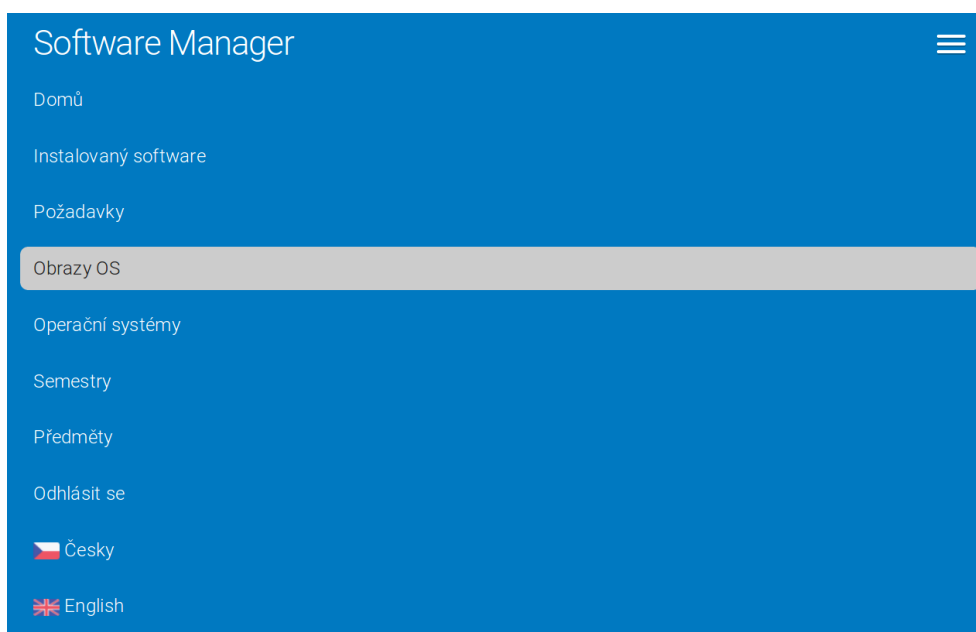 Software Manager
Domů
Instalovaný software
Požadavky
Obrazy OS
Operační systémy
Semestry
Předměty
Odhlásit se
Česky
English